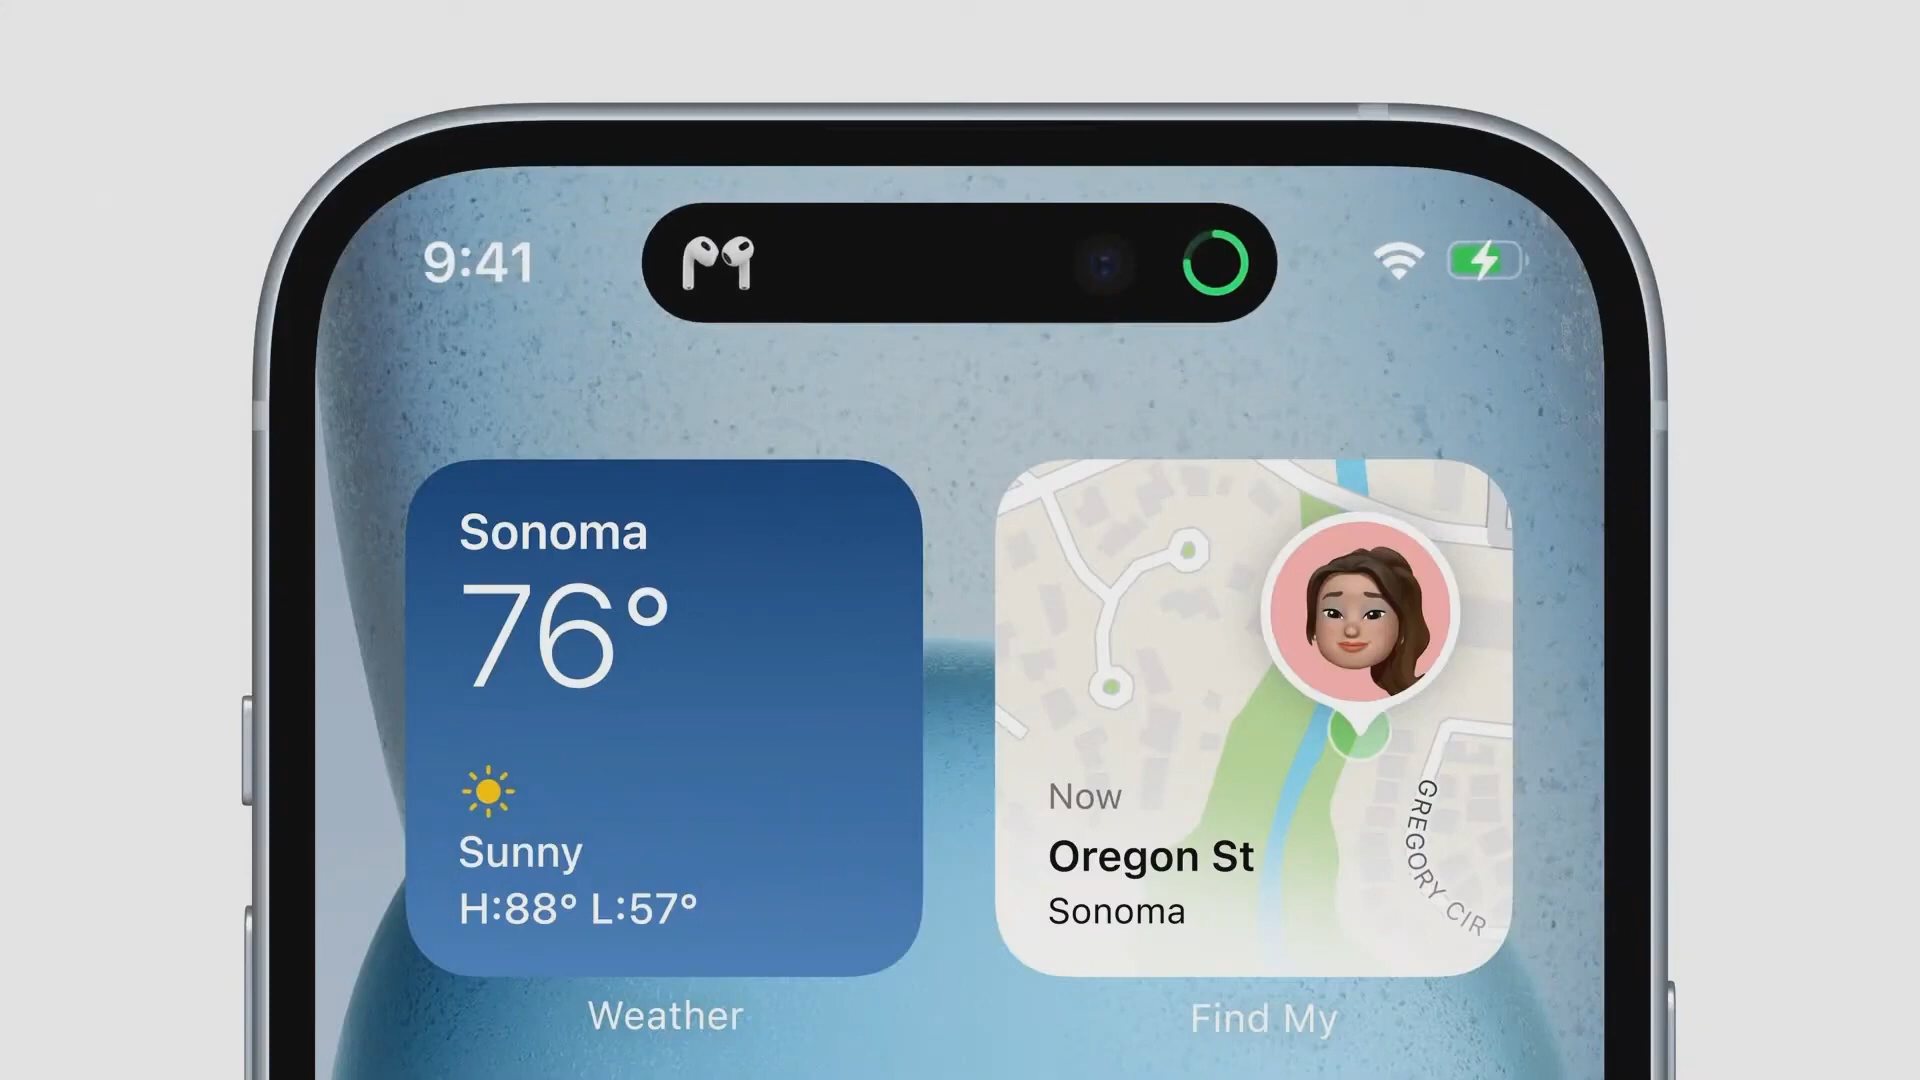 9:41
Sonoma
76°
Sunny
H:88° L:57°
Weather
Now
Oregon St
Sonoma
GREGORY CIR
Find My